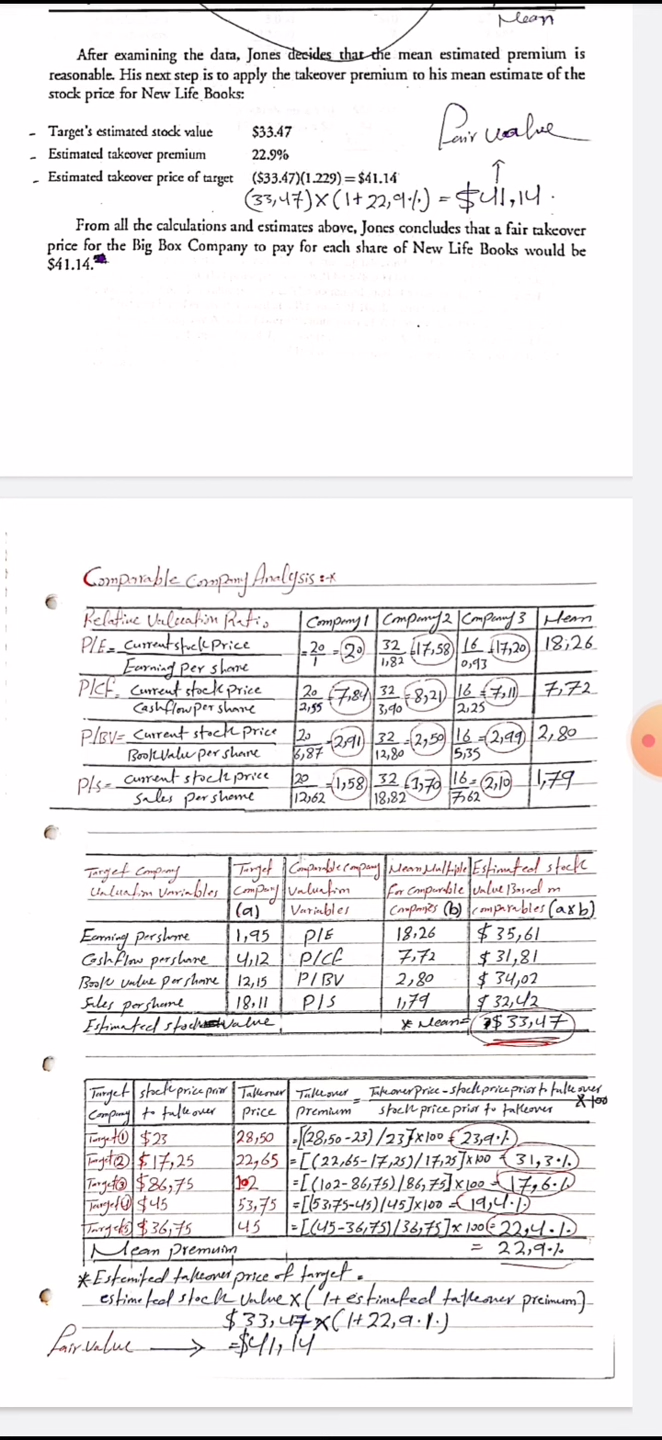 Mean
After examining the data, Jones decides that the mean estimated premium is
reasonable. His next step is to apply the takeover premium to his mean estimate of the
stock price for New Life Books:
Fair value
- Target's estimated stock value $33.47
- Estimated takeover premium 22.9%
- Estimated takeover price of target ($33.47)(1.229) = $41.14
(33,47)×(1+22,9%) = $41,14.
From all the calculations and estimates above, Jones concludes that a fair takeover
price for the Big Box Company to pay for each share of New Life Books would be
$41.14.
Comparable Company Analysis:-*
Relative Valuation Ratio Company 1 Company 2 Company 3 Mean
P/E = Current stock Price = 20 = 20 32 = 17,58 16 = 17,20 18,26
Earning per share 1 1,82 0,93
P/CF = Current stock Price 20 = 7,84 32 = 8,21 16 = 7,11 7,72
Cashflow per share 2,55 3,90 2,25
P/BV = Current stock Price 20 = 2,91 32 = 2,50 16 = 2,99 2,80
Book Value per share 6,87 12,80 5,35
P/S = Current stock price 20 = 1,58 32 = 1,70 16 = 2,10 1,79
Sales per share 12,62 18,82 7,62
Target Company Target Comparable Company Mean Multiple Estimated stock
Valuation Variables Company Valuation for Comparable Value Based on
(a) Variables Companies (b) comparables (a×b)
Earning per share 1,95 P/E 18,26 $35,61
Cash flow per share 4,12 P/CF 7,72 $31,81
Book value per share 12,15 P/BV 2,80 $34,02
Sales per share 18,11 P/S 1,79 $32,42
Estimated stock value * Mean = $33,47
Target stock price prior Takeover Takeover = Takeover Price - stock price prior to takeover ×100
Company to takeover Price Premium stock price prior to takeover
Target① $23 28,50 = [(28,50-23)/23]×100 = 23,9%
Target② $17,25 22,65 = [(22,65-17,25)/17,25]×100 = 31,3%
Target③ $86,75 102 = [(102-86,75)/86,75]×100 = 17,6%
Target④ $45 53,75 = [(53,75-45)/45]×100 = 19,4%
Target⑤ $36,75 45 = [(45-36,75)/36,75]×100 = 22,4%
Mean Premuim = 22,9%
* Estemited takeover price of target.
estimated stock value × (1+ estimated takeover preimum)
$33,47×(1+22,9%)
Fair value → =$41,14